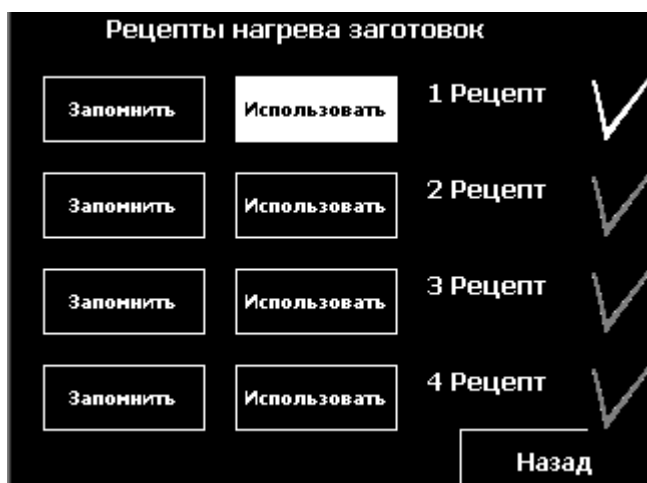 Рецепты нагрева заготовок
Запомнить Использовать 1 Рецепт
Запомнить Использовать 2 Рецепт
Запомнить Использовать 3 Рецепт
Запомнить Использовать 4 Рецепт
Назад